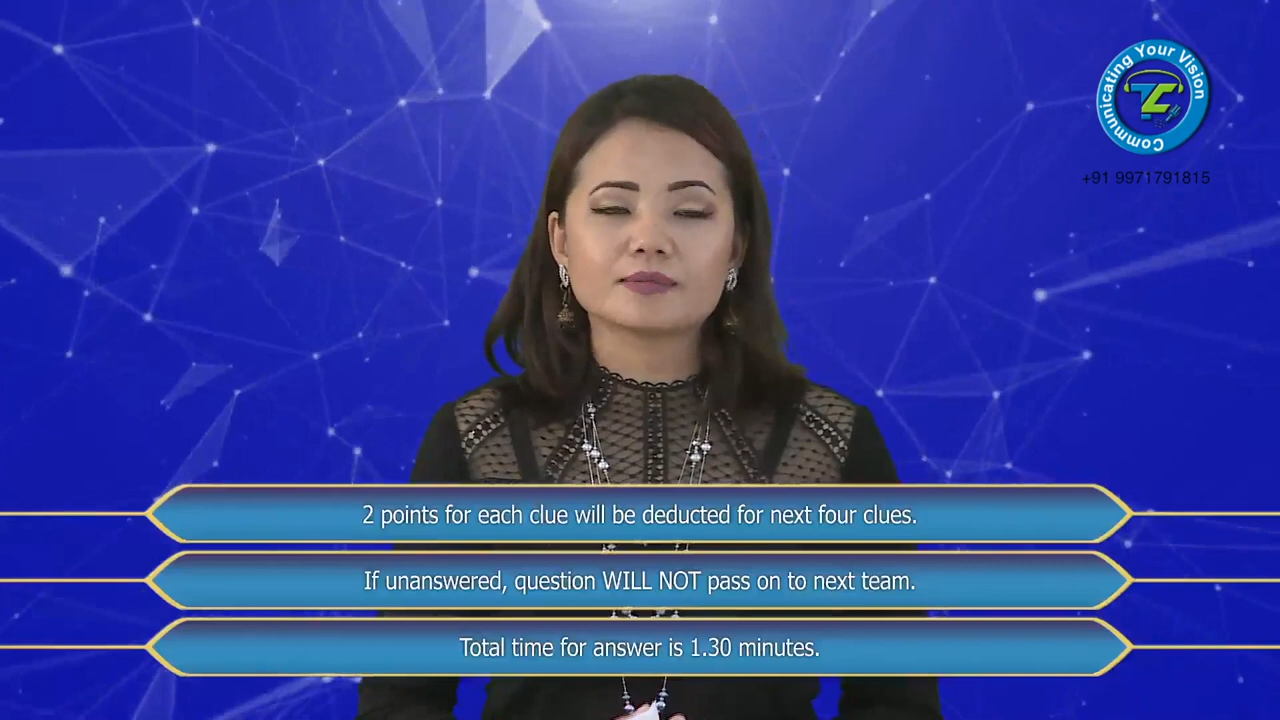 Communicating Your Vision
TC
+91 9971791815
2 points for each clue will be deducted for next four clues.
If unanswered, question WILL NOT pass on to next team.
Total time for answer is 1.30 minutes.